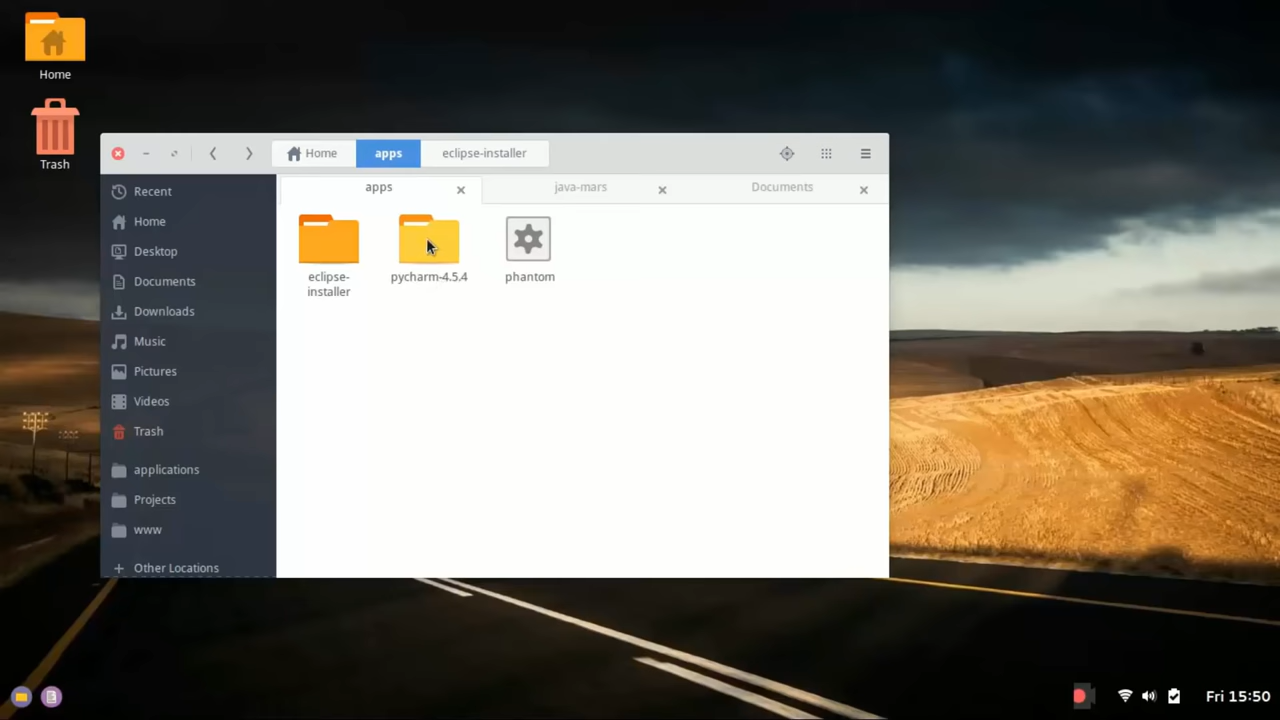 Home
Trash
Home
apps
eclipse-installer
apps
java-mars
Documents
Recent
Home
Desktop
Documents
Downloads
Music
Pictures
Videos
Trash
applications
Projects
www
Other Locations
eclipse-
installer
pycharm-4.5.4
phantom
Fri 15:50